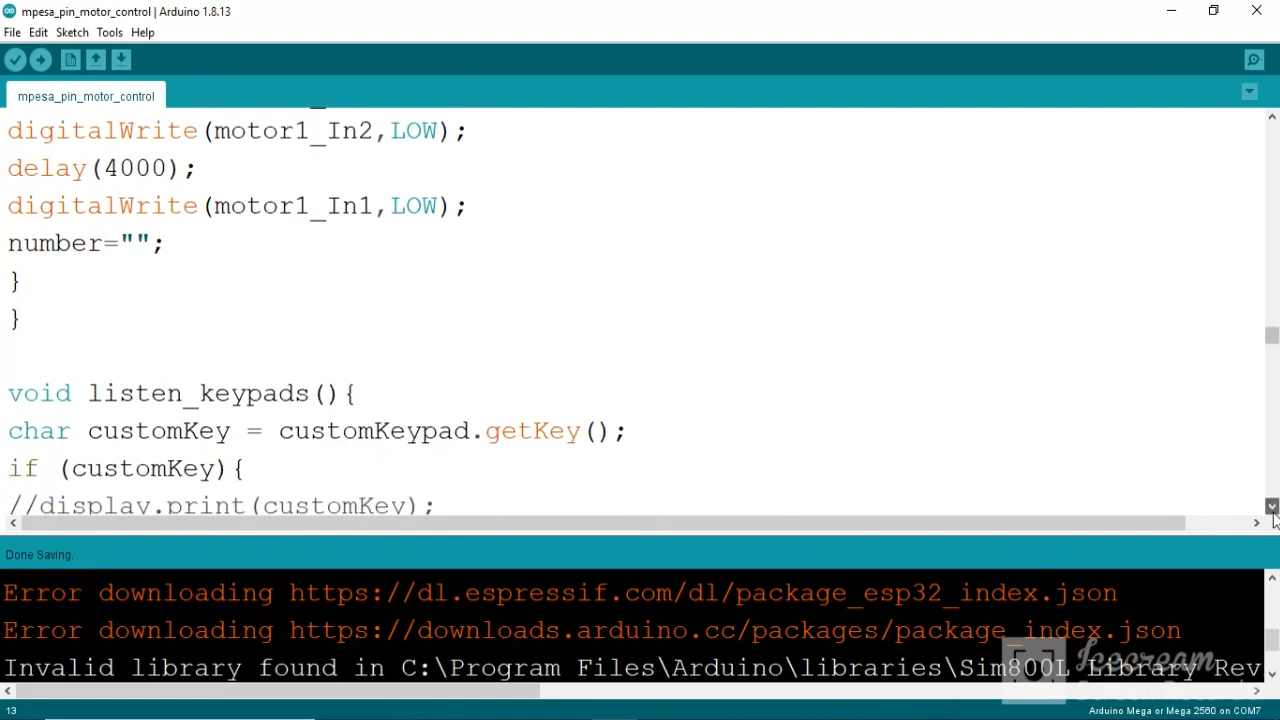 mpesa_pin_motor_control | Arduino 1.8.13
File Edit Sketch Tools Help
mpesa_pin_motor_control
digitalWrite(motor1_In2,LOW);
delay(4000);
digitalWrite(motor1_In1,LOW);
number="";
}
}
void listen_keypads(){
char customKey = customKeypad.getKey();
if (customKey){
//display.print(customKey);
Done Saving.
Error downloading https://dl.espressif.com/dl/package_esp32_index.json
Error downloading https://downloads.arduino.cc/packages/package_index.json
Invalid library found in C:\Program Files\Arduino\libraries\Sim800L Library Rev
Icecream
Screen Recorder
13
Arduino Mega or Mega 2560 on COM7